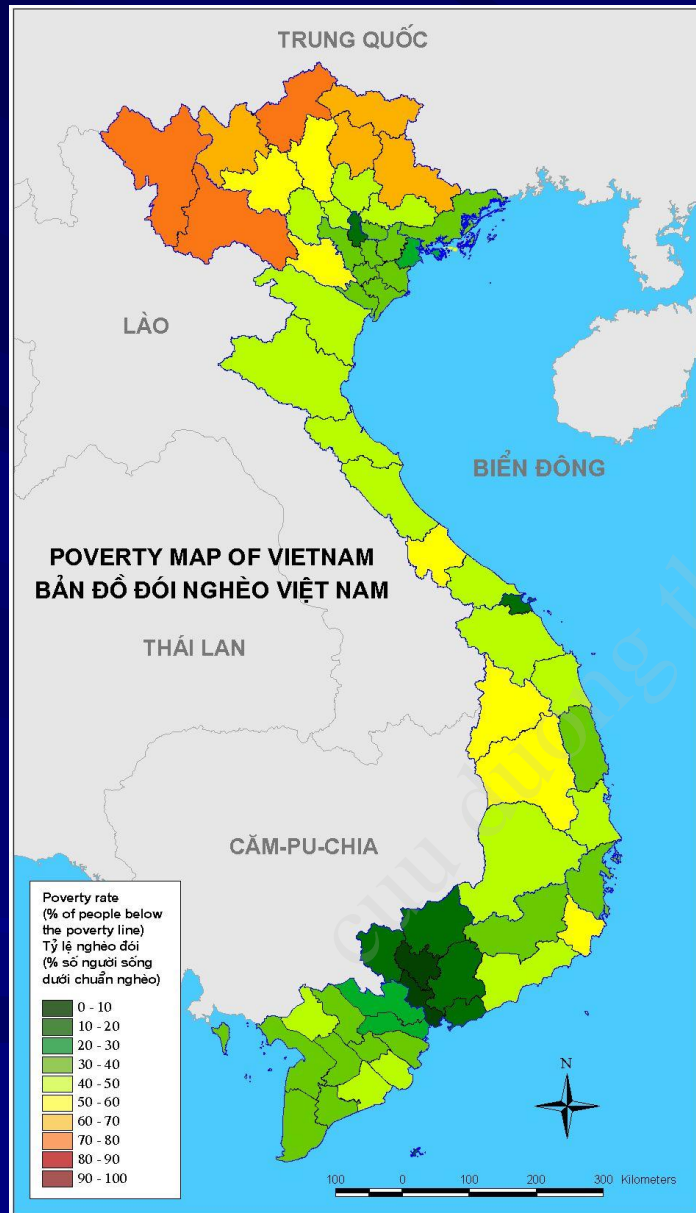 TRUNG QUỐC
LÀO
BIỂN ĐÔNG
POVERTY MAP OF VIETNAM
BẢN ĐỒ ĐÓI NGHÈO VIỆT NAM
THÁI LAN
CĂM-PU-CHIA
cuu duong th
Poverty rate
(% of people below
the poverty line)
Tỷ lệ nghèo đói
(% số người sống
dưới chuẩn nghèo)
0 - 10
10 - 20
20 - 30
30 - 40
40 - 50
50 - 60
60 - 70
70 - 80
80 - 90
90 - 100
N
100 0 100 200 300 Kilometers